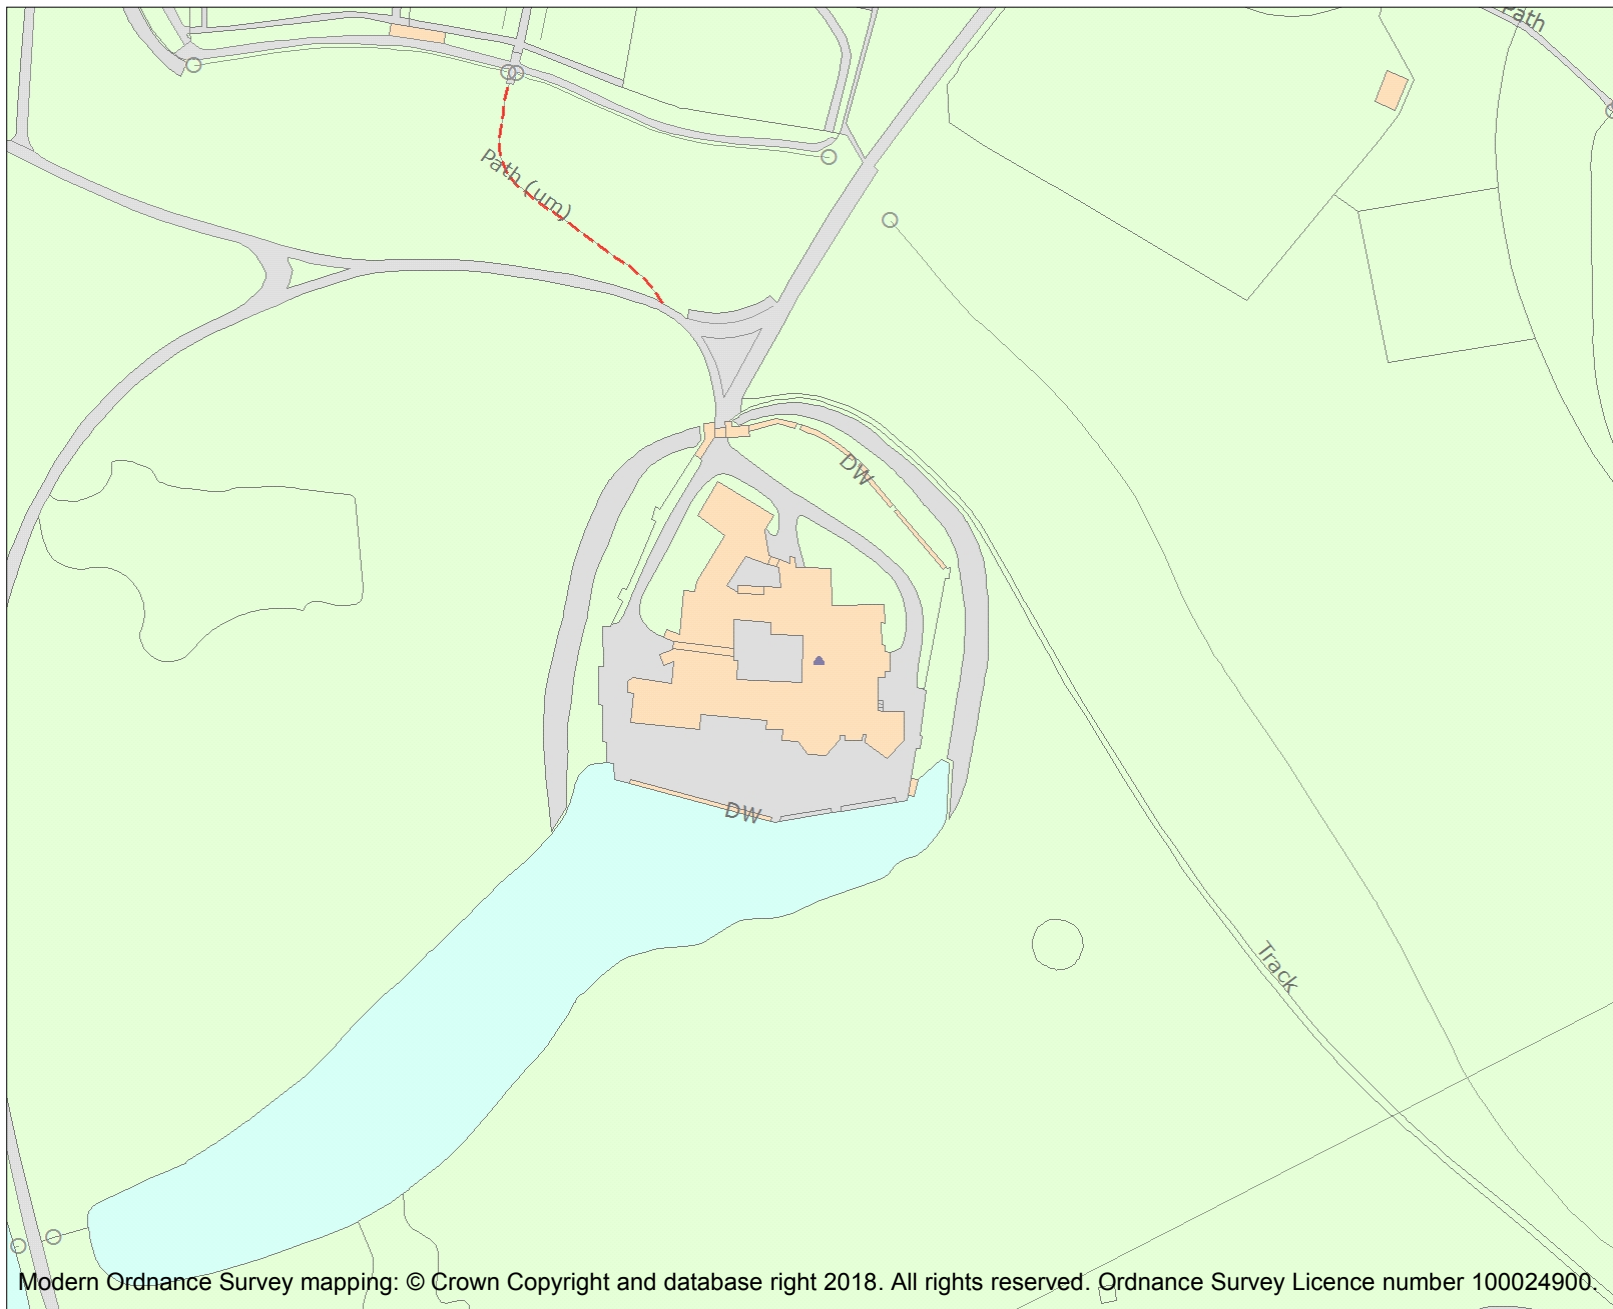 Path
Path (um)
DW
DW
Track
Modern Ordnance Survey mapping: © Crown Copyright and database right 2018. All rights reserved. Ordnance Survey Licence number 100024900.